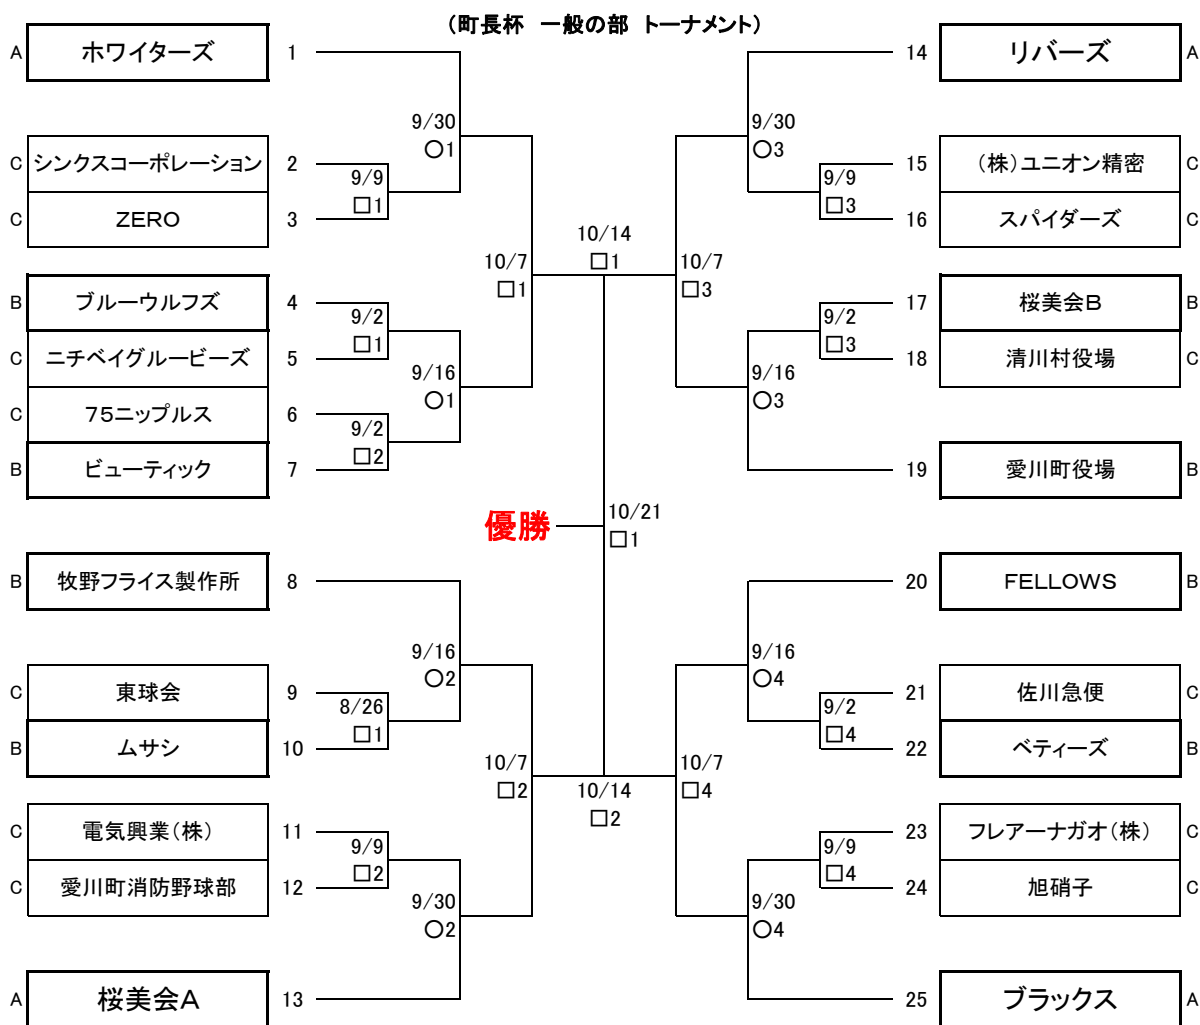 (町長杯 一般の部 トーナメント)
A ホワイターズ 1
14 リバーズ A
9/30
○1
9/30
○3
C シンクスコーポレーション 2
9/9
□1
C ZERO 3
15 (株)ユニオン精密 C
9/9
□3
16 スパイダーズ C
10/7
□1
10/14
□1
10/7
□3
B ブルーウルフズ 4
9/2
□1
C ニチベイグルービーズ 5
17 桜美会B B
9/2
□3
18 清川村役場 C
9/16
○1
9/16
○3
C 75ニップルス 6
9/2
□2
B ビューティック 7
19 愛川町役場 B
優勝
10/21
□1
B 牧野フライス製作所 8
20 FELLOWS B
9/16
○2
9/16
○4
C 東球会 9
8/26
□1
B ムサシ 10
21 佐川急便 C
9/2
□4
22 ベティーズ B
10/7
□2
10/14
□2
10/7
□4
C 電気興業(株) 11
9/9
□2
C 愛川町消防野球部 12
23 フレアーナガオ(株) C
9/9
□4
24 旭硝子 C
9/30
○2
9/30
○4
A 桜美会A 13
25 ブラックス A